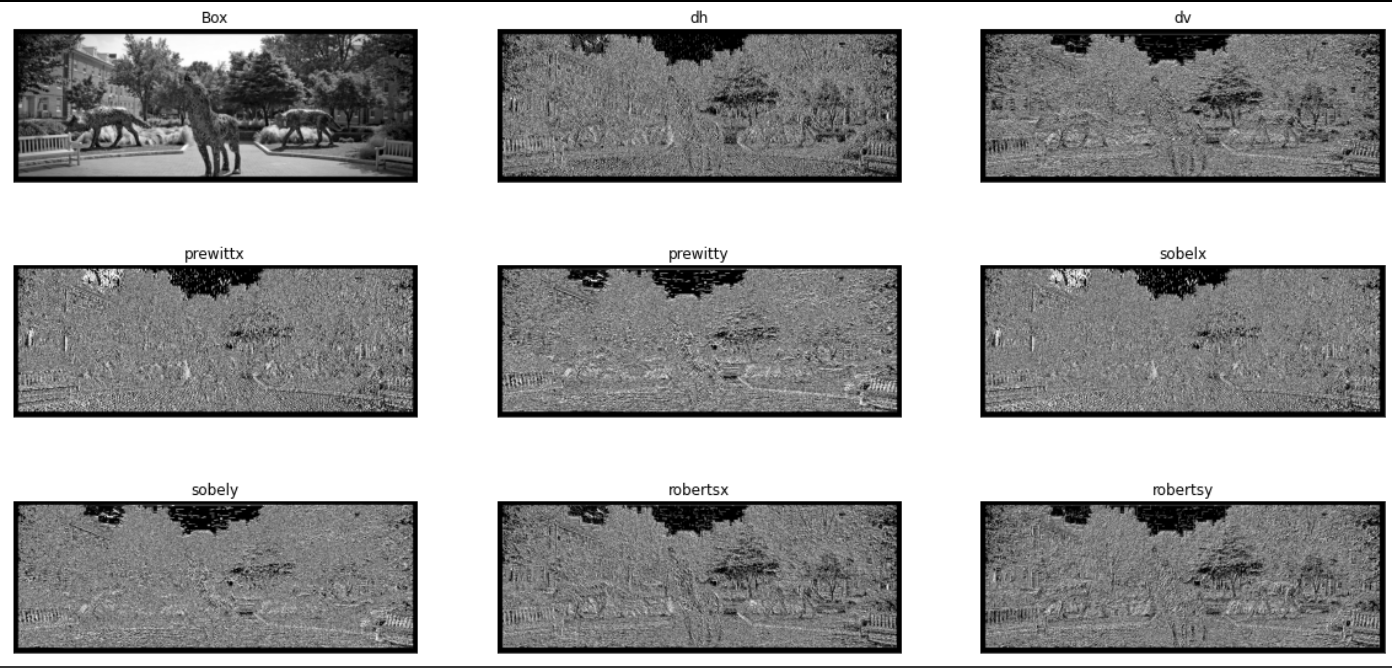 Box
dh
dv
prewittx
prewitty
sobelx
sobely
robertsx
robertsy